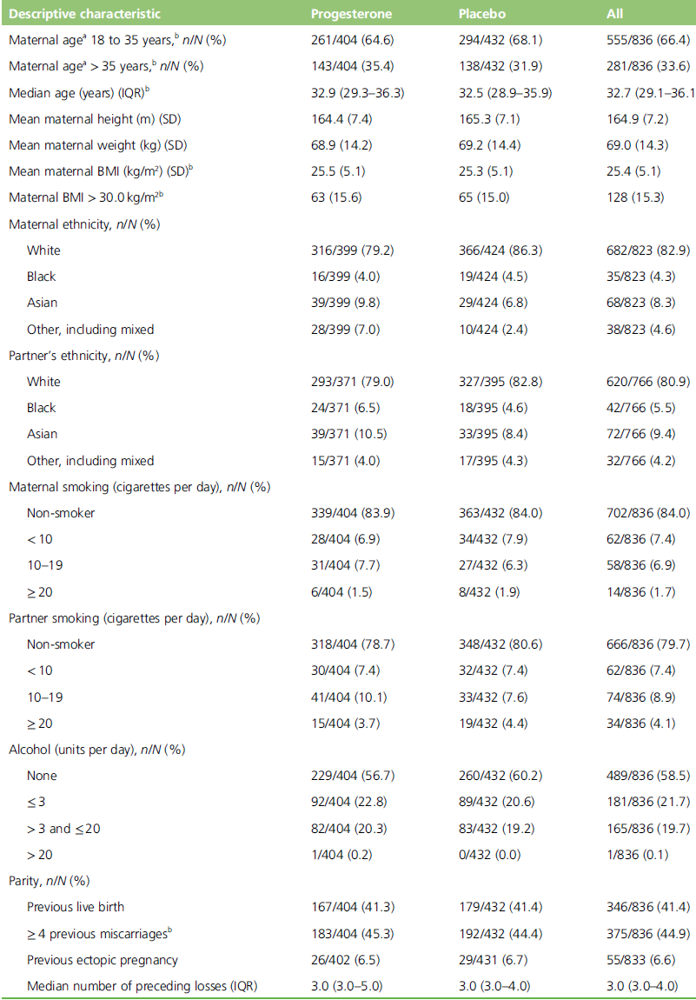 Descriptive characteristic Progesterone Placebo All
Maternal ageᵃ 18 to 35 years,ᵇ n/N (%) 261/404 (64.6) 294/432 (68.1) 555/836 (66.4)
Maternal ageᵃ > 35 years,ᵇ n/N (%) 143/404 (35.4) 138/432 (31.9) 281/836 (33.6)
Median age (years) (IQR)ᵇ 32.9 (29.3–36.3) 32.5 (28.9–35.9) 32.7 (29.1–36.1
Mean maternal height (m) (SD) 164.4 (7.4) 165.3 (7.1) 164.9 (7.2)
Mean maternal weight (kg) (SD) 68.9 (14.2) 69.2 (14.4) 69.0 (14.3)
Mean maternal BMI (kg/m²) (SD)ᵇ 25.5 (5.1) 25.3 (5.1) 25.4 (5.1)
Maternal BMI > 30.0 kg/m²ᵇ 63 (15.6) 65 (15.0) 128 (15.3)
Maternal ethnicity, n/N (%)
White 316/399 (79.2) 366/424 (86.3) 682/823 (82.9)
Black 16/399 (4.0) 19/424 (4.5) 35/823 (4.3)
Asian 39/399 (9.8) 29/424 (6.8) 68/823 (8.3)
Other, including mixed 28/399 (7.0) 10/424 (2.4) 38/823 (4.6)
Partner's ethnicity, n/N (%)
White 293/371 (79.0) 327/395 (82.8) 620/766 (80.9)
Black 24/371 (6.5) 18/395 (4.6) 42/766 (5.5)
Asian 39/371 (10.5) 33/395 (8.4) 72/766 (9.4)
Other, including mixed 15/371 (4.0) 17/395 (4.3) 32/766 (4.2)
Maternal smoking (cigarettes per day), n/N (%)
Non-smoker 339/404 (83.9) 363/432 (84.0) 702/836 (84.0)
< 10 28/404 (6.9) 34/432 (7.9) 62/836 (7.4)
10–19 31/404 (7.7) 27/432 (6.3) 58/836 (6.9)
≥ 20 6/404 (1.5) 8/432 (1.9) 14/836 (1.7)
Partner smoking (cigarettes per day), n/N (%)
Non-smoker 318/404 (78.7) 348/432 (80.6) 666/836 (79.7)
< 10 30/404 (7.4) 32/432 (7.4) 62/836 (7.4)
10–19 41/404 (10.1) 33/432 (7.6) 74/836 (8.9)
≥ 20 15/404 (3.7) 19/432 (4.4) 34/836 (4.1)
Alcohol (units per day), n/N (%)
None 229/404 (56.7) 260/432 (60.2) 489/836 (58.5)
≤ 3 92/404 (22.8) 89/432 (20.6) 181/836 (21.7)
> 3 and ≤ 20 82/404 (20.3) 83/432 (19.2) 165/836 (19.7)
> 20 1/404 (0.2) 0/432 (0.0) 1/836 (0.1)
Parity, n/N (%)
Previous live birth 167/404 (41.3) 179/432 (41.4) 346/836 (41.4)
≥ 4 previous miscarriagesᵇ 183/404 (45.3) 192/432 (44.4) 375/836 (44.9)
Previous ectopic pregnancy 26/402 (6.5) 29/431 (6.7) 55/833 (6.6)
Median number of preceding losses (IQR) 3.0 (3.0–5.0) 3.0 (3.0–4.0) 3.0 (3.0–4.0)